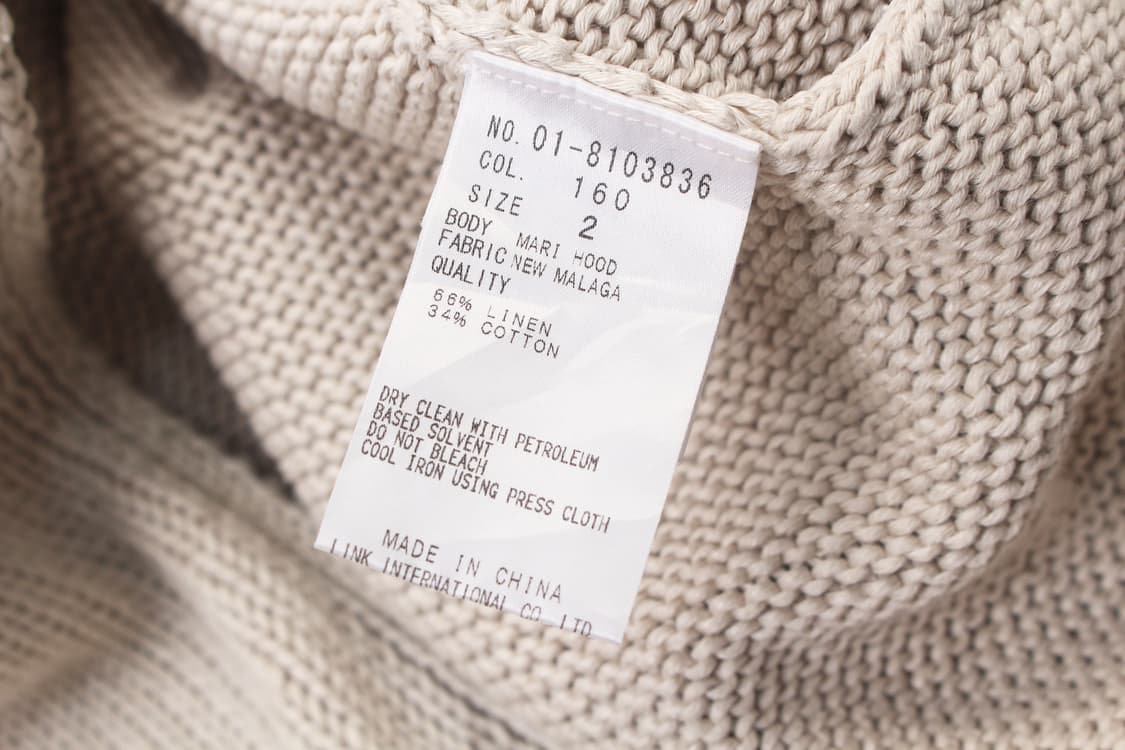 NO. 01-8103836
COL. 160
SIZE 2
BODY MARI HOOD
FABRIC NEW MALAGA
QUALITY
66% LINEN
34% COTTON
DRY CLEAN WITH PETROLEUM
BASED SOLVENT
DO NOT BLEACH
COOL IRON USING PRESS CLOTH
MADE IN CHINA
LINK INTERNATIONAL CO. LTD.